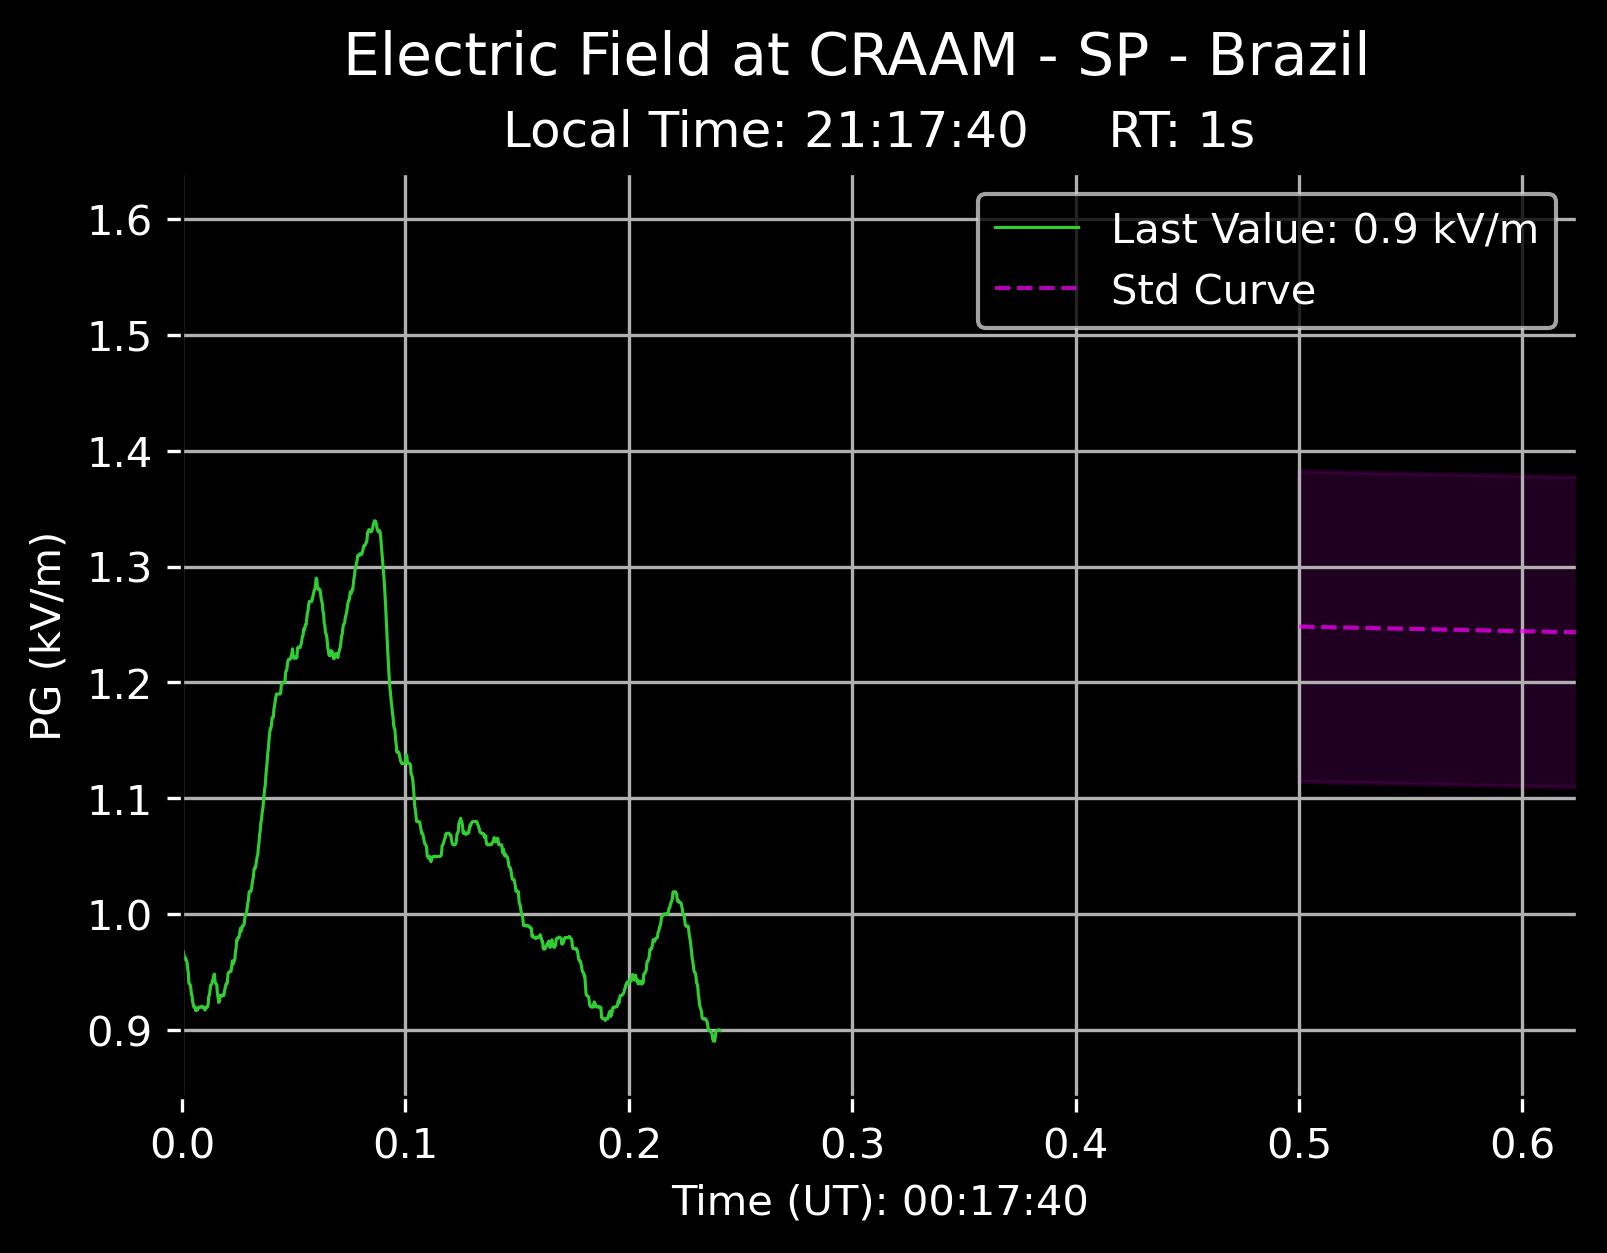 Electric Field at CRAAM - SP - Brazil
Local Time: 21:17:40 RT: 1s
Last Value: 0.9 kV/m
Std Curve
PG (kV/m)
1.6
1.5
1.4
1.3
1.2
1.1
1.0
0.9
0.0 0.1 0.2 0.3 0.4 0.5 0.6
Time (UT): 00:17:40